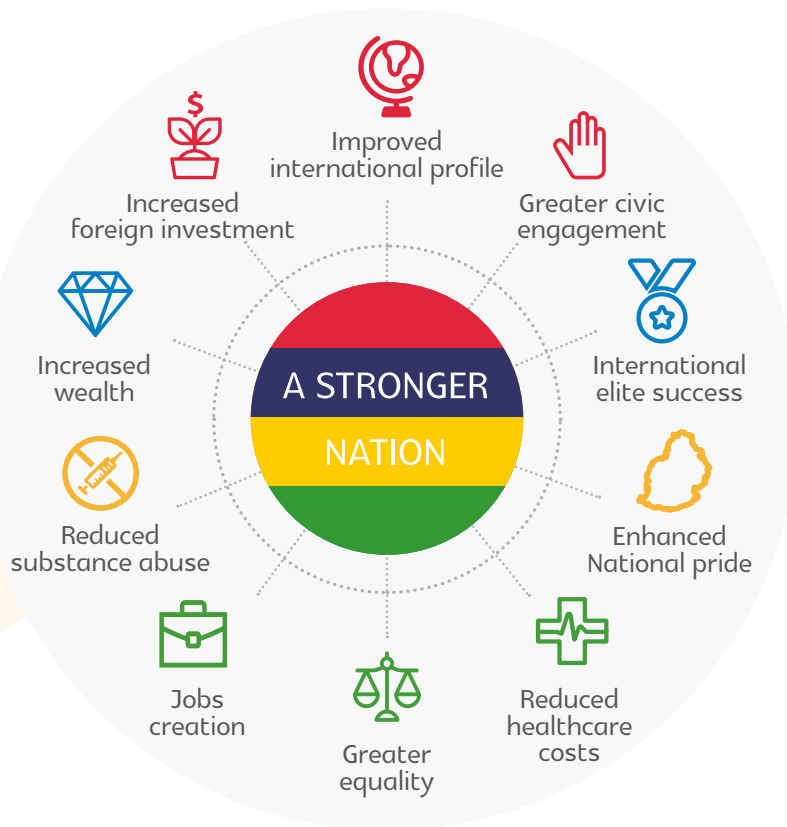 Improved
international profile
Greater civic
engagement
International
elite success
Enhanced
National pride
Reduced
healthcare
costs
Greater
equality
Jobs
creation
Reduced
substance abuse
Increased
wealth
$
Increased
foreign investment
A STRONGER
NATION